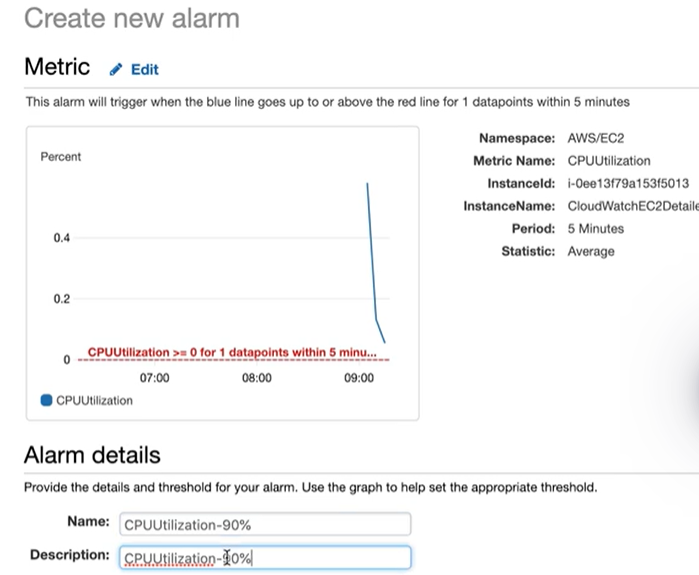 Create new alarm
Metric Edit
This alarm will trigger when the blue line goes up to or above the red line for 1 datapoints within 5 minutes
Percent
0.4
0.2
0
CPUUtilization >= 0 for 1 datapoints within 5 minu...
07:00 08:00 09:00
CPUUtilization
Namespace: AWS/EC2
Metric Name: CPUUtilization
InstanceId: i-0ee13f79a153f5013
InstanceName: CloudWatchEC2Detaile
Period: 5 Minutes
Statistic: Average
Alarm details
Provide the details and threshold for your alarm. Use the graph to help set the appropriate threshold.
Name: CPUUtilization-90%
Description: CPUUtilization-90%